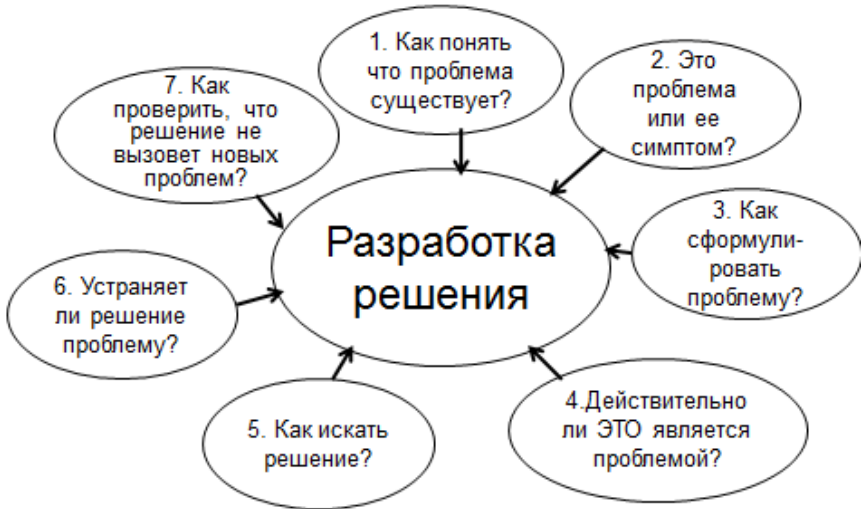 1. Как понять
что проблема
существует?
2. Это
проблема
или ее
симптом?
3. Как
сформули-
ровать
проблему?
4.Действительно
ли ЭТО является
проблемой?
5. Как искать
решение?
6. Устраняет
ли решение
проблему?
7. Как
проверить, что
решение не
вызовет новых
проблем?
Разработка
решения